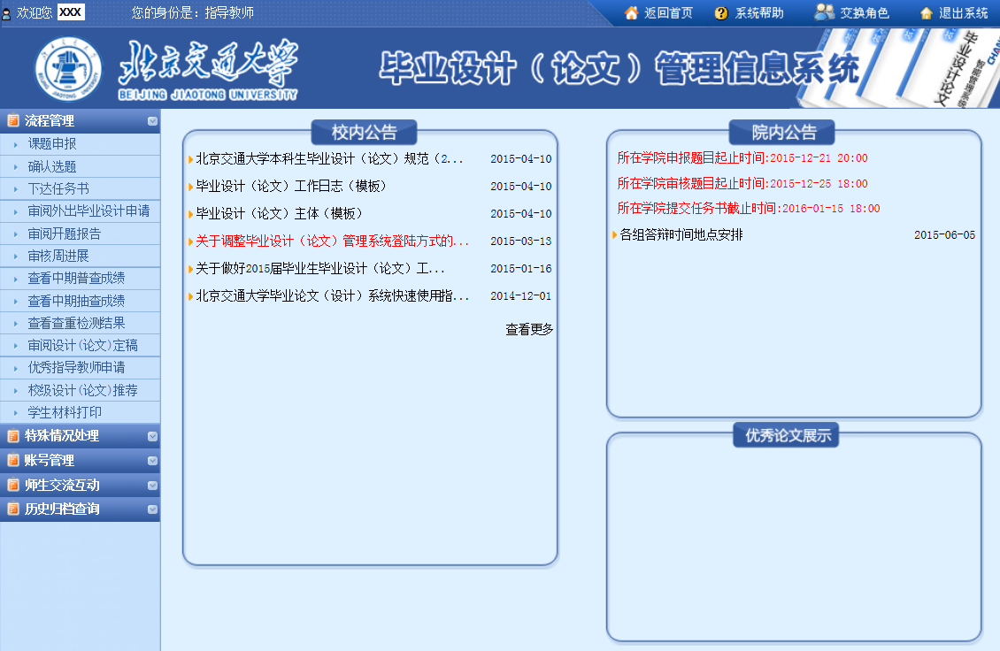 欢迎您 XXX 您的身份是：指导教师 返回首页 系统帮助 交换角色 退出系统
北京交通大学
BEIJING JIAOTONG UNIVERSITY
毕业设计（论文）管理信息系统
毕业设计论文
智能管理系统
流程管理
课题申报
确认选题
下达任务书
审阅外出毕业设计申请
审阅开题报告
审核周进展
查看中期普查成绩
查看中期抽查成绩
查看查重检测结果
审阅设计(论文)定稿
优秀指导教师申请
校级设计(论文)推荐
学生材料打印
特殊情况处理
账号管理
师生交流互动
历史归档查询
校内公告
北京交通大学本科生毕业设计（论文）规范（2... 2015-04-10
毕业设计（论文）工作日志（模板） 2015-04-10
毕业设计（论文）主体（模板） 2015-04-10
关于调整毕业设计（论文）管理系统登陆方式的... 2015-03-13
关于做好2015届毕业生毕业设计（论文）工... 2015-01-16
北京交通大学毕业论文（设计）系统快速使用指... 2014-12-01
查看更多
院内公告
所在学院申报题目起止时间:2015-12-21 20:00
所在学院审核题目起止时间:2015-12-25 18:00
所在学院提交任务书截止时间:2016-01-15 18:00
各组答辩时间地点安排 2015-06-05
优秀论文展示